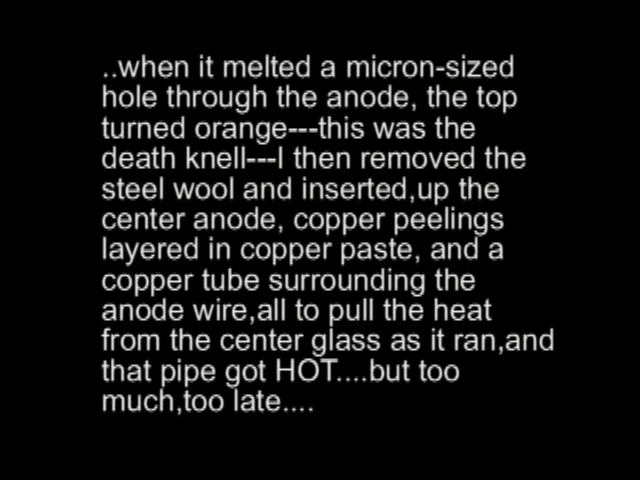 ..when it melted a micron-sized
hole through the anode, the top
turned orange---this was the
death knell---I then removed the
steel wool and inserted,up the
center anode, copper peelings
layered in copper paste, and a
copper tube surrounding the
anode wire,all to pull the heat
from the center glass as it ran,and
that pipe got HOT....but too
much,too late....